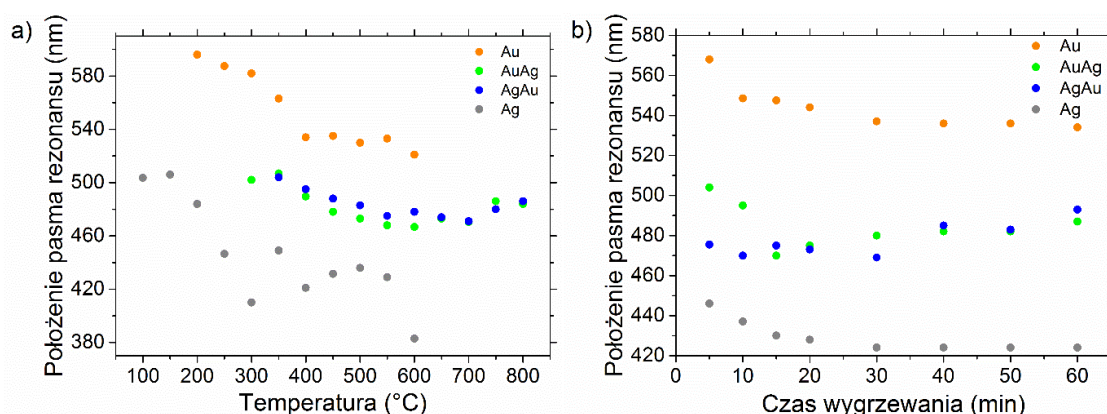 a)
Położenie pasma rezonansu (nm)
580
540
500
460
420
380
Au
AuAg
AgAu
Ag
100 200 300 400 500 600 700 800
Temperatura (°C)
b)
Położenie pasma rezonansu (nm)
580
560
540
520
500
480
460
440
420
Au
AuAg
AgAu
Ag
0 10 20 30 40 50 60
Czas wygrzewania (min)